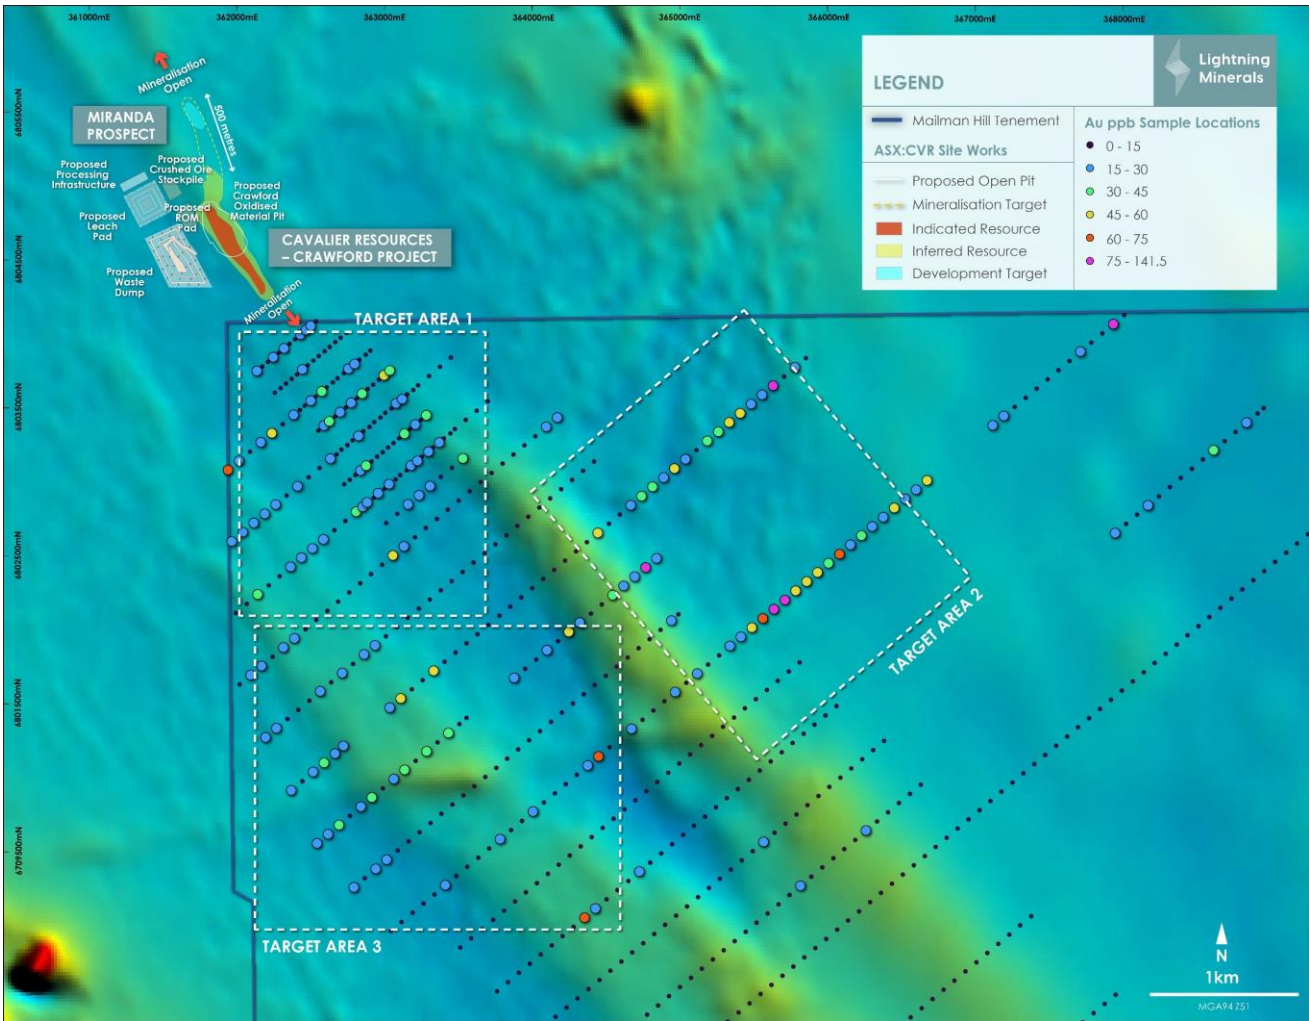 361000mE
362000mE
363000mE
364000mE
365000mE
366000mE
367000mE
368000mE
6805500mN
6804500mN
6803500mN
6802500mN
6801500mN
6709500mN
Mineralisation
Open
500 metres
MIRANDA
PROSPECT
Proposed
Processing
Infrastructure
Proposed
Crushed Ore
Stockpile
Proposed
Crawford
Oxidised
Material Pit
Proposed
Leach
Pad
Proposed
ROM
Pad
Proposed
Waste
Dump
CAVALIER RESOURCES
– CRAWFORD PROJECT
Mineralisation
Open
LEGEND
Mailman Hill Tenement
ASX:CVR Site Works
Proposed Open Pit
Mineralisation Target
Indicated Resource
Inferred Resource
Development Target
Lightning
Minerals
Au ppb Sample Locations
0 - 15
15 - 30
30 - 45
45 - 60
60 - 75
75 - 141.5
TARGET AREA 1
TARGET AREA 2
TARGET AREA 3
N
1km
MGA94 Z51